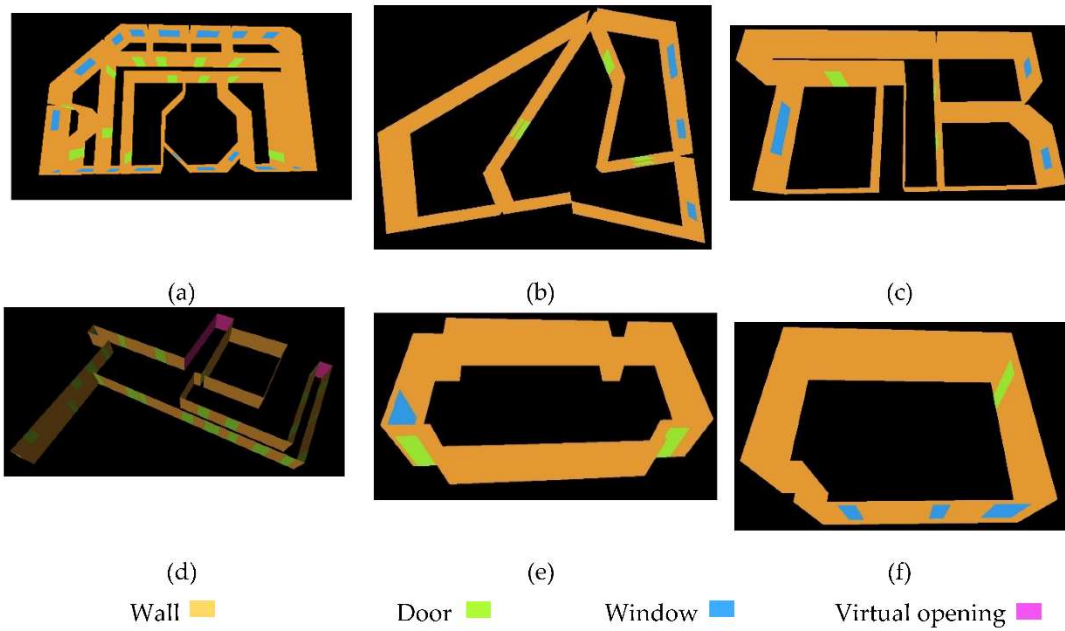 (a)
(b)
(c)
(d)
(e)
(f)
Wall
Door
Window
Virtual opening